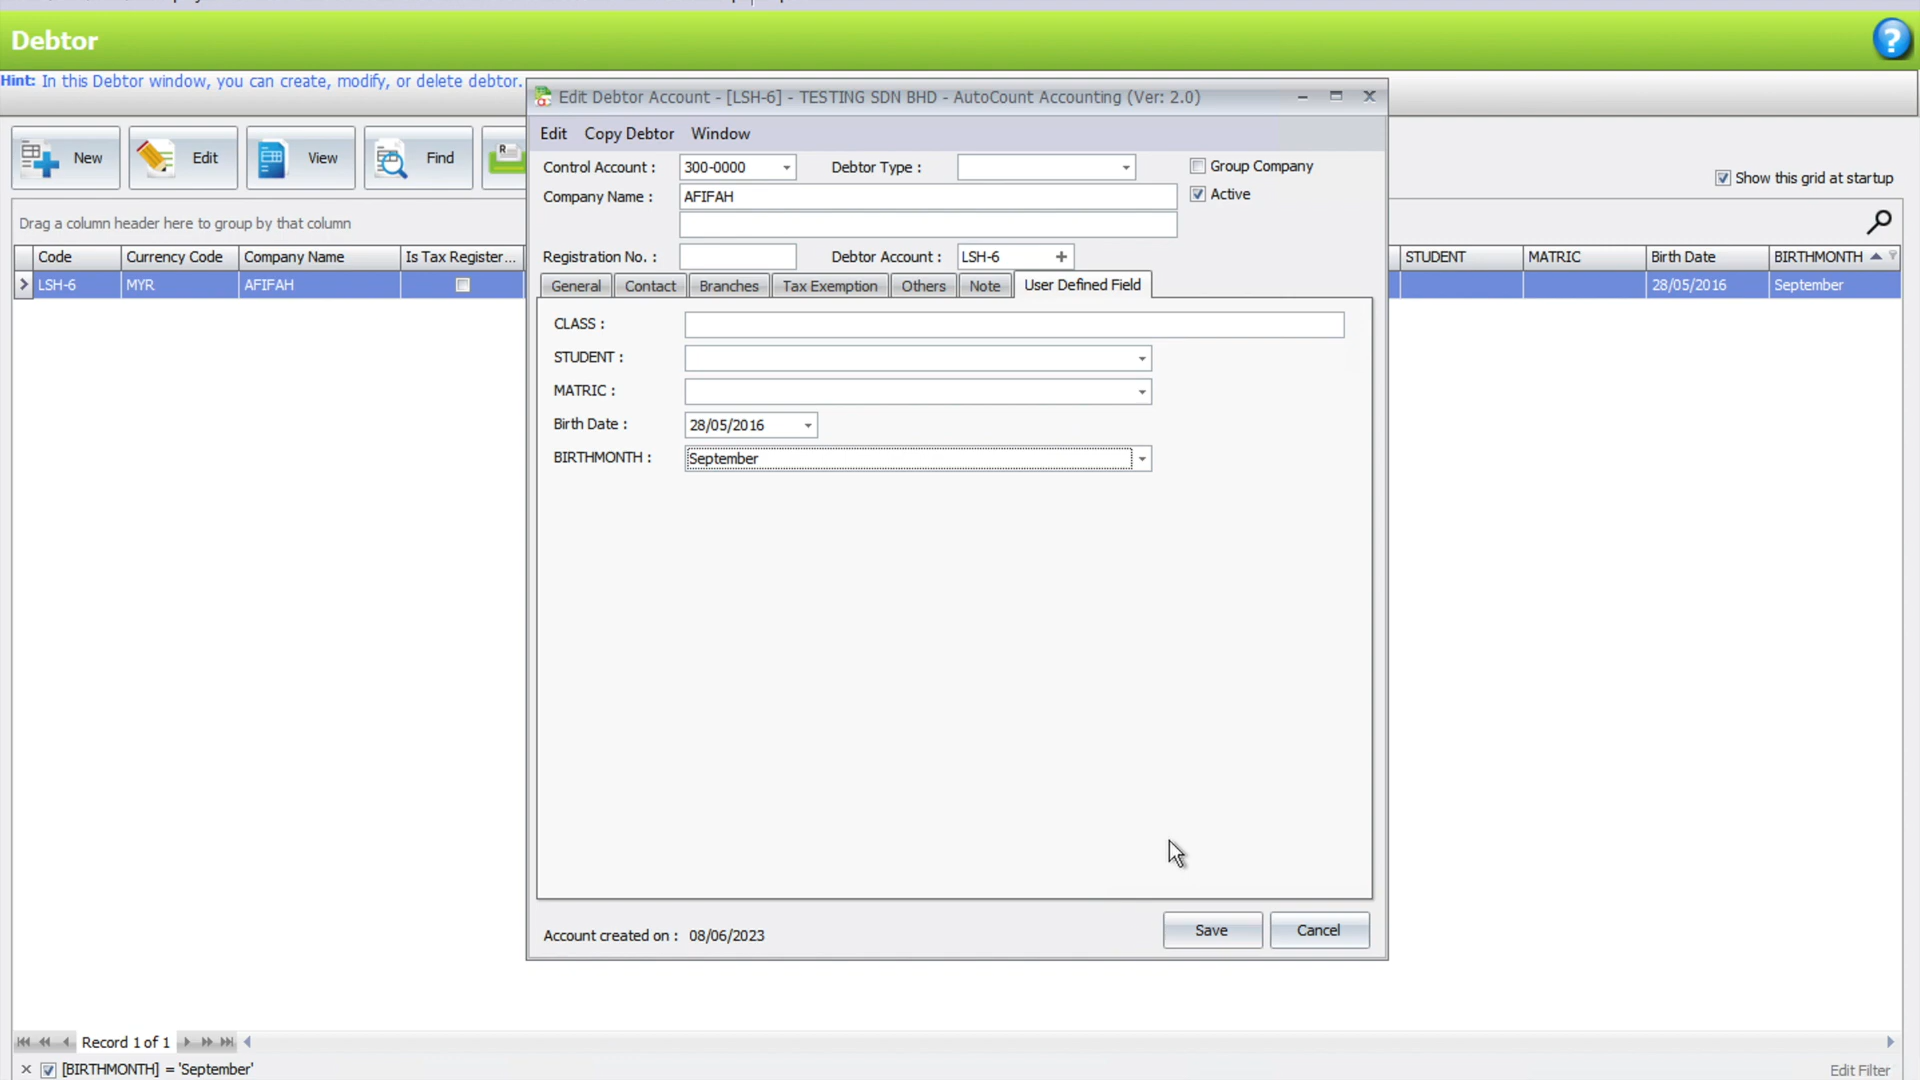 Debtor
Hint: In this Debtor window, you can create, modify, or delete debtor.
New
Edit
View
Find
R
Show this grid at startup
Drag a column header here to group by that column
Code Currency Code Company Name Is Tax Register...
LSH-6 MYR AFIFAH
STUDENT MATRIC Birth Date BIRTHMONTH
28/05/2016 September
Edit Debtor Account - [LSH-6] - TESTING SDN BHD - AutoCount Accounting (Ver: 2.0)
Edit Copy Debtor Window
Control Account : 300-0000 Debtor Type : Group Company
Company Name : AFIFAH Active
Registration No. : Debtor Account : LSH-6
General Contact Branches Tax Exemption Others Note User Defined Field
CLASS :
STUDENT :
MATRIC :
Birth Date : 28/05/2016
BIRTHMONTH : September
Account created on : 08/06/2023
Save Cancel
Record 1 of 1
[BIRTHMONTH] = 'September'
Edit Filter